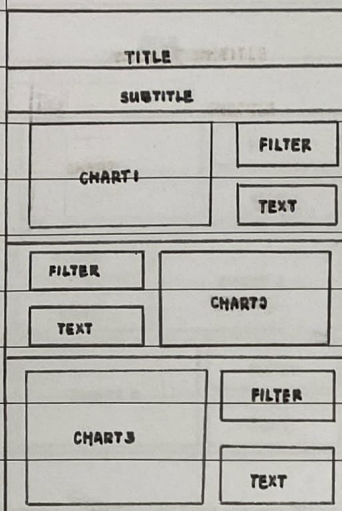 TITLE
SUBTITLE
CHART1
FILTER
TEXT
FILTER
TEXT
CHART2
CHART3
FILTER
TEXT